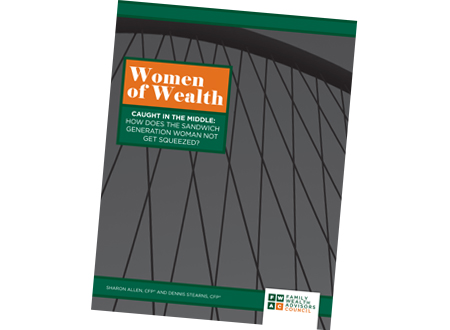 Women
of Wealth
CAUGHT IN THE MIDDLE:
HOW DOES THE SANDWICH
GENERATION WOMAN NOT
GET SQUEEZED?
SHARON ALLEN, CFP® AND DENNIS STEARNS, CFP®
F W
A C
FAMILY
WEALTH
ADVISORS
COUNCIL